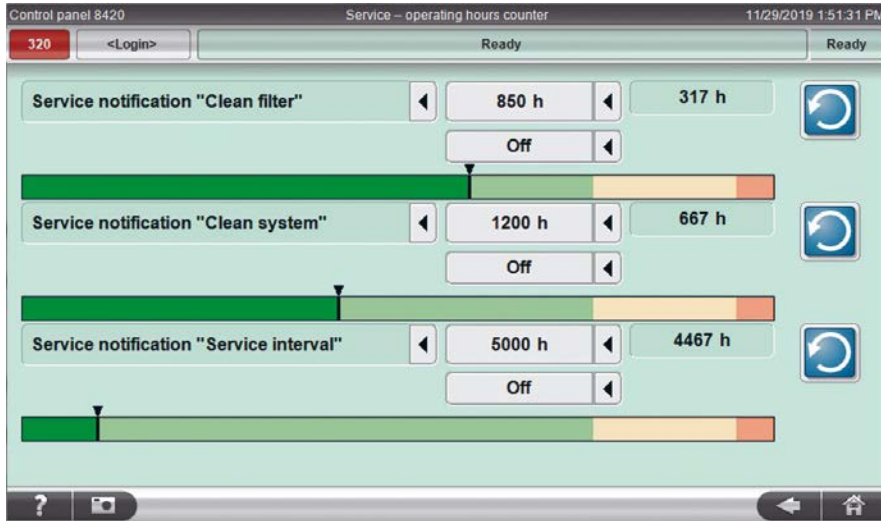 Control panel 8420 Service – operating hours counter 11/29/2019 1:51:31 PM
320 <Login> Ready Ready
Service notification "Clean filter" 850 h 317 h
Off
Service notification "Clean system" 1200 h 667 h
Off
Service notification "Service interval" 5000 h 4467 h
Off
?